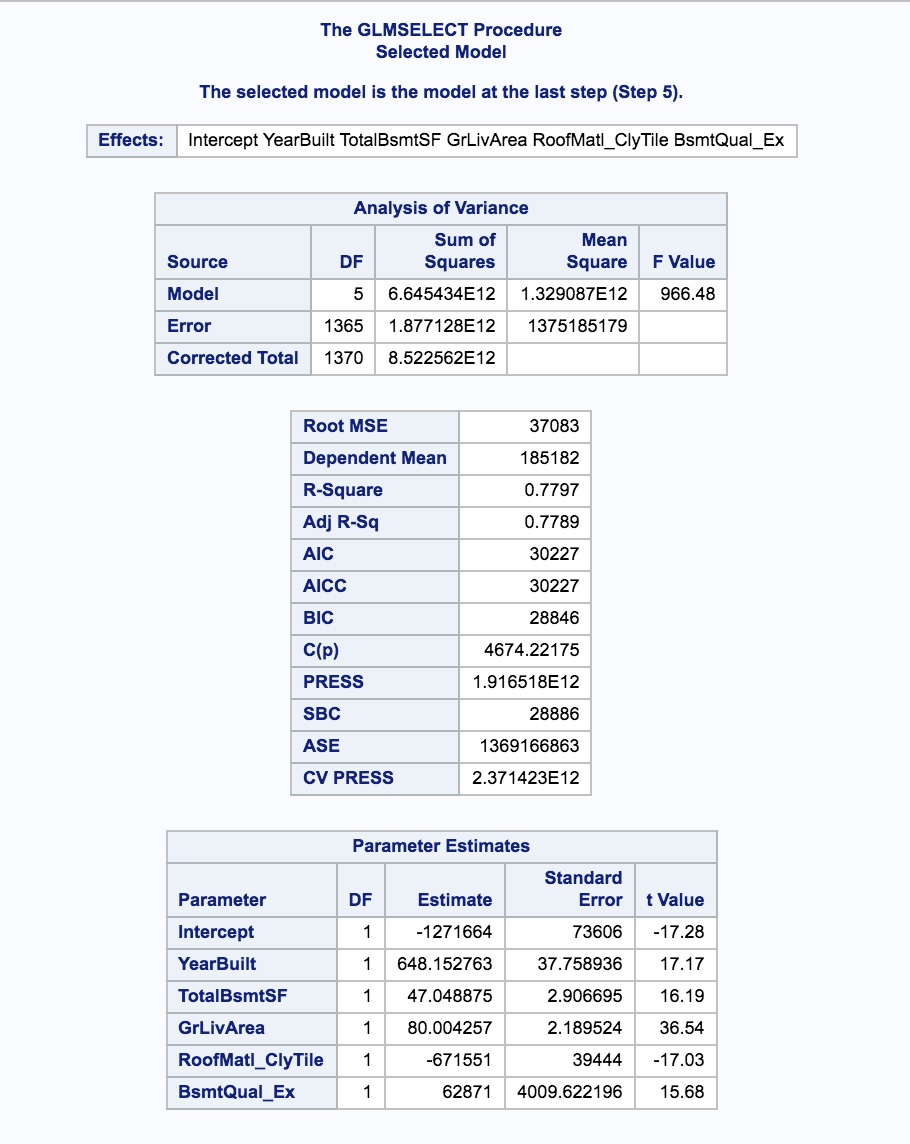 The GLMSELECT Procedure
Selected Model
The selected model is the model at the last step (Step 5).
Effects: Intercept YearBuilt TotalBsmtSF GrLivArea RoofMatl_ClyTile BsmtQual_Ex
Analysis of Variance
Source DF Sum of Squares Mean Square F Value
Model 5 6.645434E12 1.329087E12 966.48
Error 1365 1.877128E12 1375185179
Corrected Total 1370 8.522562E12
Root MSE 37083
Dependent Mean 185182
R-Square 0.7797
Adj R-Sq 0.7789
AIC 30227
AICC 30227
BIC 28846
C(p) 4674.22175
PRESS 1.916518E12
SBC 28886
ASE 1369166863
CV PRESS 2.371423E12
Parameter Estimates
Parameter DF Estimate Standard Error t Value
Intercept 1 -1271664 73606 -17.28
YearBuilt 1 648.152763 37.758936 17.17
TotalBsmtSF 1 47.048875 2.906695 16.19
GrLivArea 1 80.004257 2.189524 36.54
RoofMatl_ClyTile 1 -671551 39444 -17.03
BsmtQual_Ex 1 62871 4009.622196 15.68